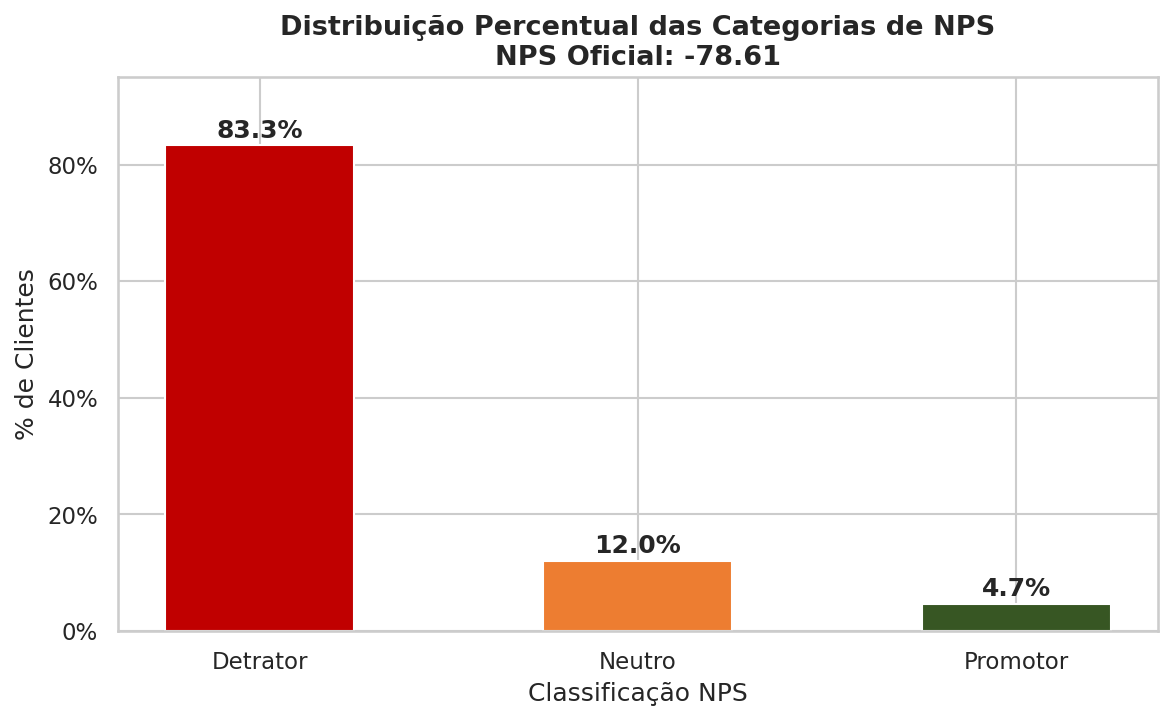 Distribuição Percentual das Categorias de NPS
NPS Oficial: -78.61
83.3%
80%
60%
% de Clientes
40%
20%
12.0%
4.7%
0%
Detrator
Neutro
Promotor
Classificação NPS